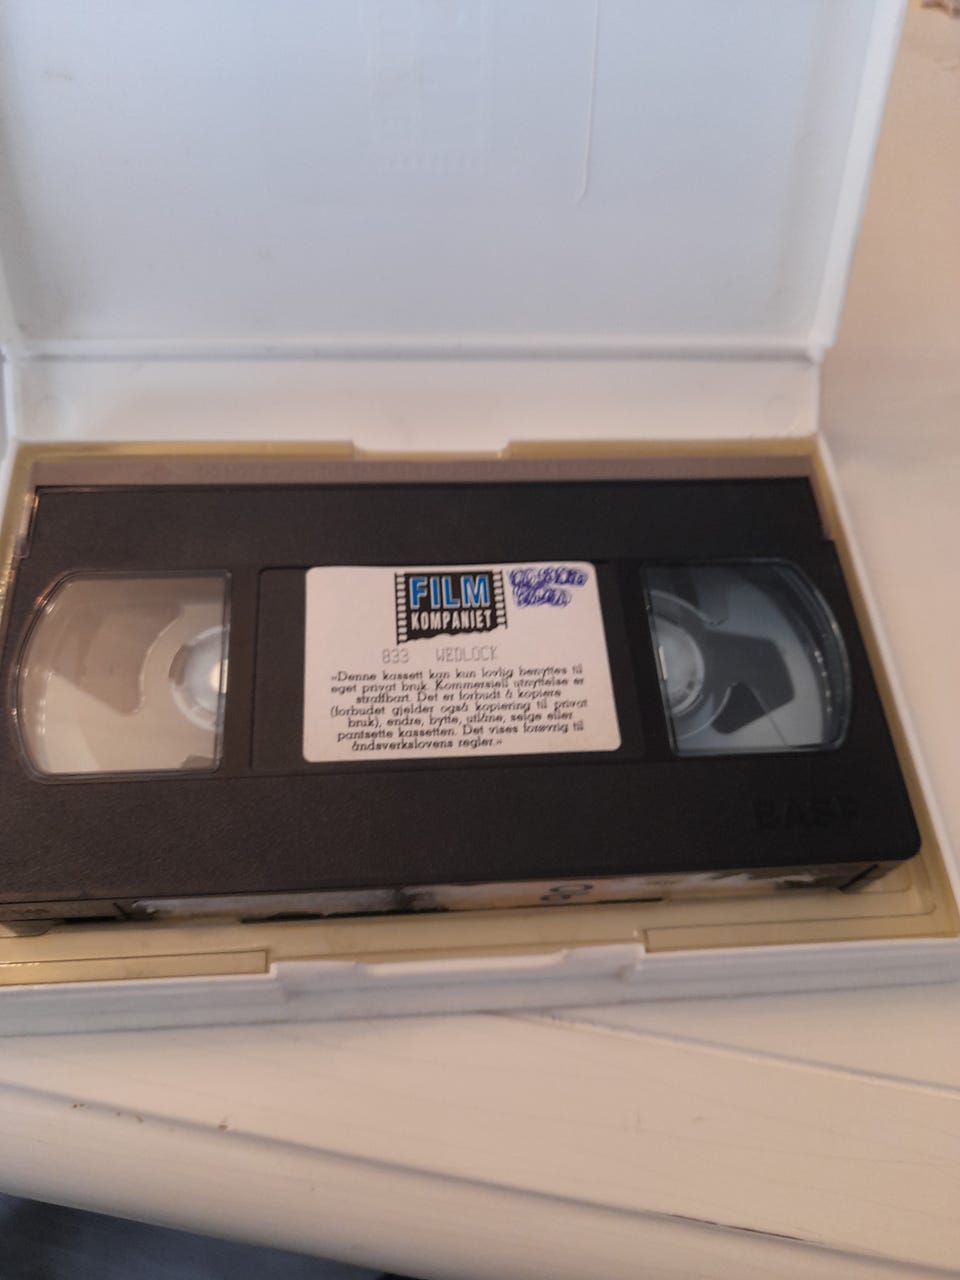 FILM
KOMPANIET
833 WEDLOCK
«Denne kassett kan kun lovlig benyttes til
eget privat bruk. Kommersiell utnyttelse er
straffbart. Det er forbudt å kopiere
(forbudet gjelder også kopiering til privat
bruk), endre, bytte, utlåne, selge eller
pantsette kassetten. Det vises forøvrig til
åndsverkslovens regler.»
BASF